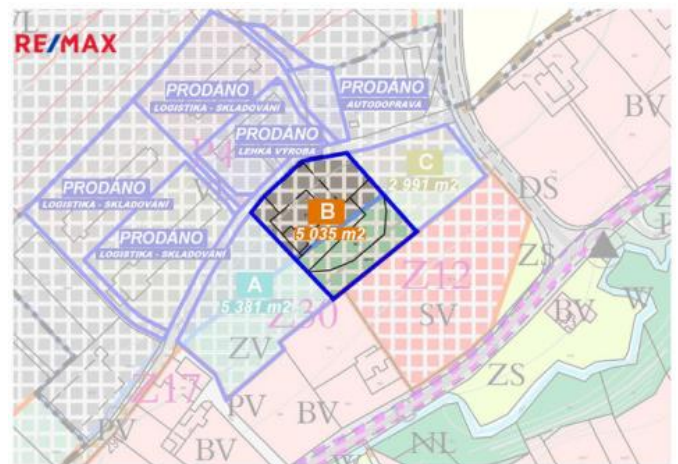 RE/MAX
PRODÁNO
LOGISTIKA - SKLADOVÁNÍ
PRODÁNO
AUTODOPRAVA
PRODÁNO
LEHKÁ VÝROBA
BV
PRODÁNO
LOGISTIKA - SKLADOVÁNÍ
C
2 991 m2
DS
B
5 035 m2
PRODÁNO
LOGISTIKA - SKLADOVÁNÍ
ZS
A
5 381 m2
Z12
Z30
SV
BV
W
ZV
ZS
Z17
PV
BV
PV
BV
NL